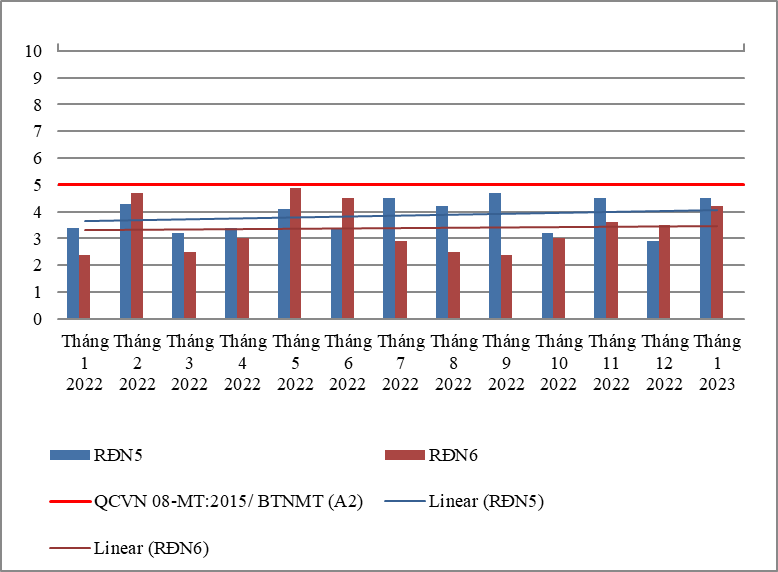 10
9
8
7
6
5
4
3
2
1
0
Tháng Tháng Tháng Tháng Tháng Tháng Tháng Tháng Tháng Tháng Tháng Tháng Tháng
1 2 3 4 5 6 7 8 9 10 11 12 1
2022 2022 2022 2022 2022 2022 2022 2022 2022 2022 2022 2022 2023
RĐN5 RĐN6
QCVN 08-MT:2015/ BTNMT (A2) Linear (RĐN5)
Linear (RĐN6)